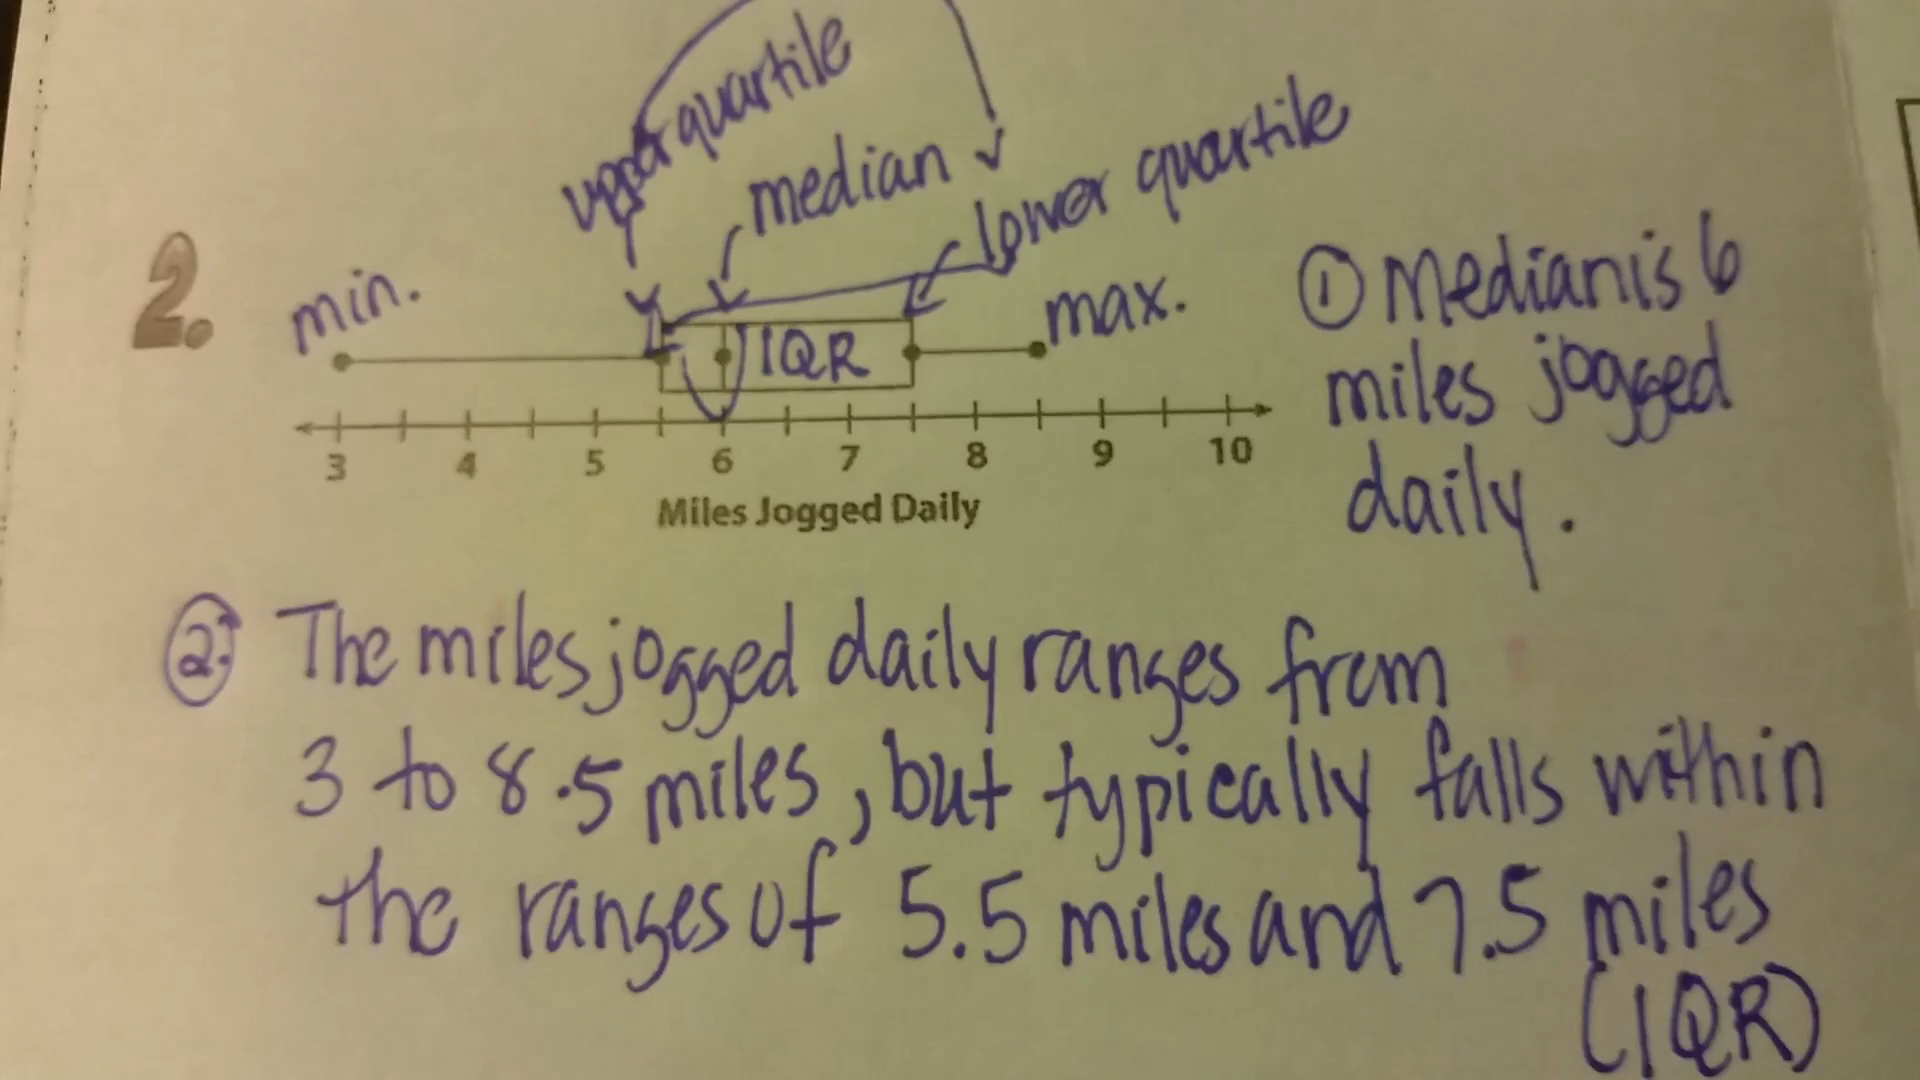 upper quartile
median
lower quartile
2.
min.
max.
IQR
3 4 5 6 7 8 9 10
Miles Jogged Daily
① Median is 6
miles jogged
daily.
②. The miles jogged daily ranges from
3 to 8.5 miles, but typically falls within
the ranges of 5.5 miles and 7.5 miles
(IQR)